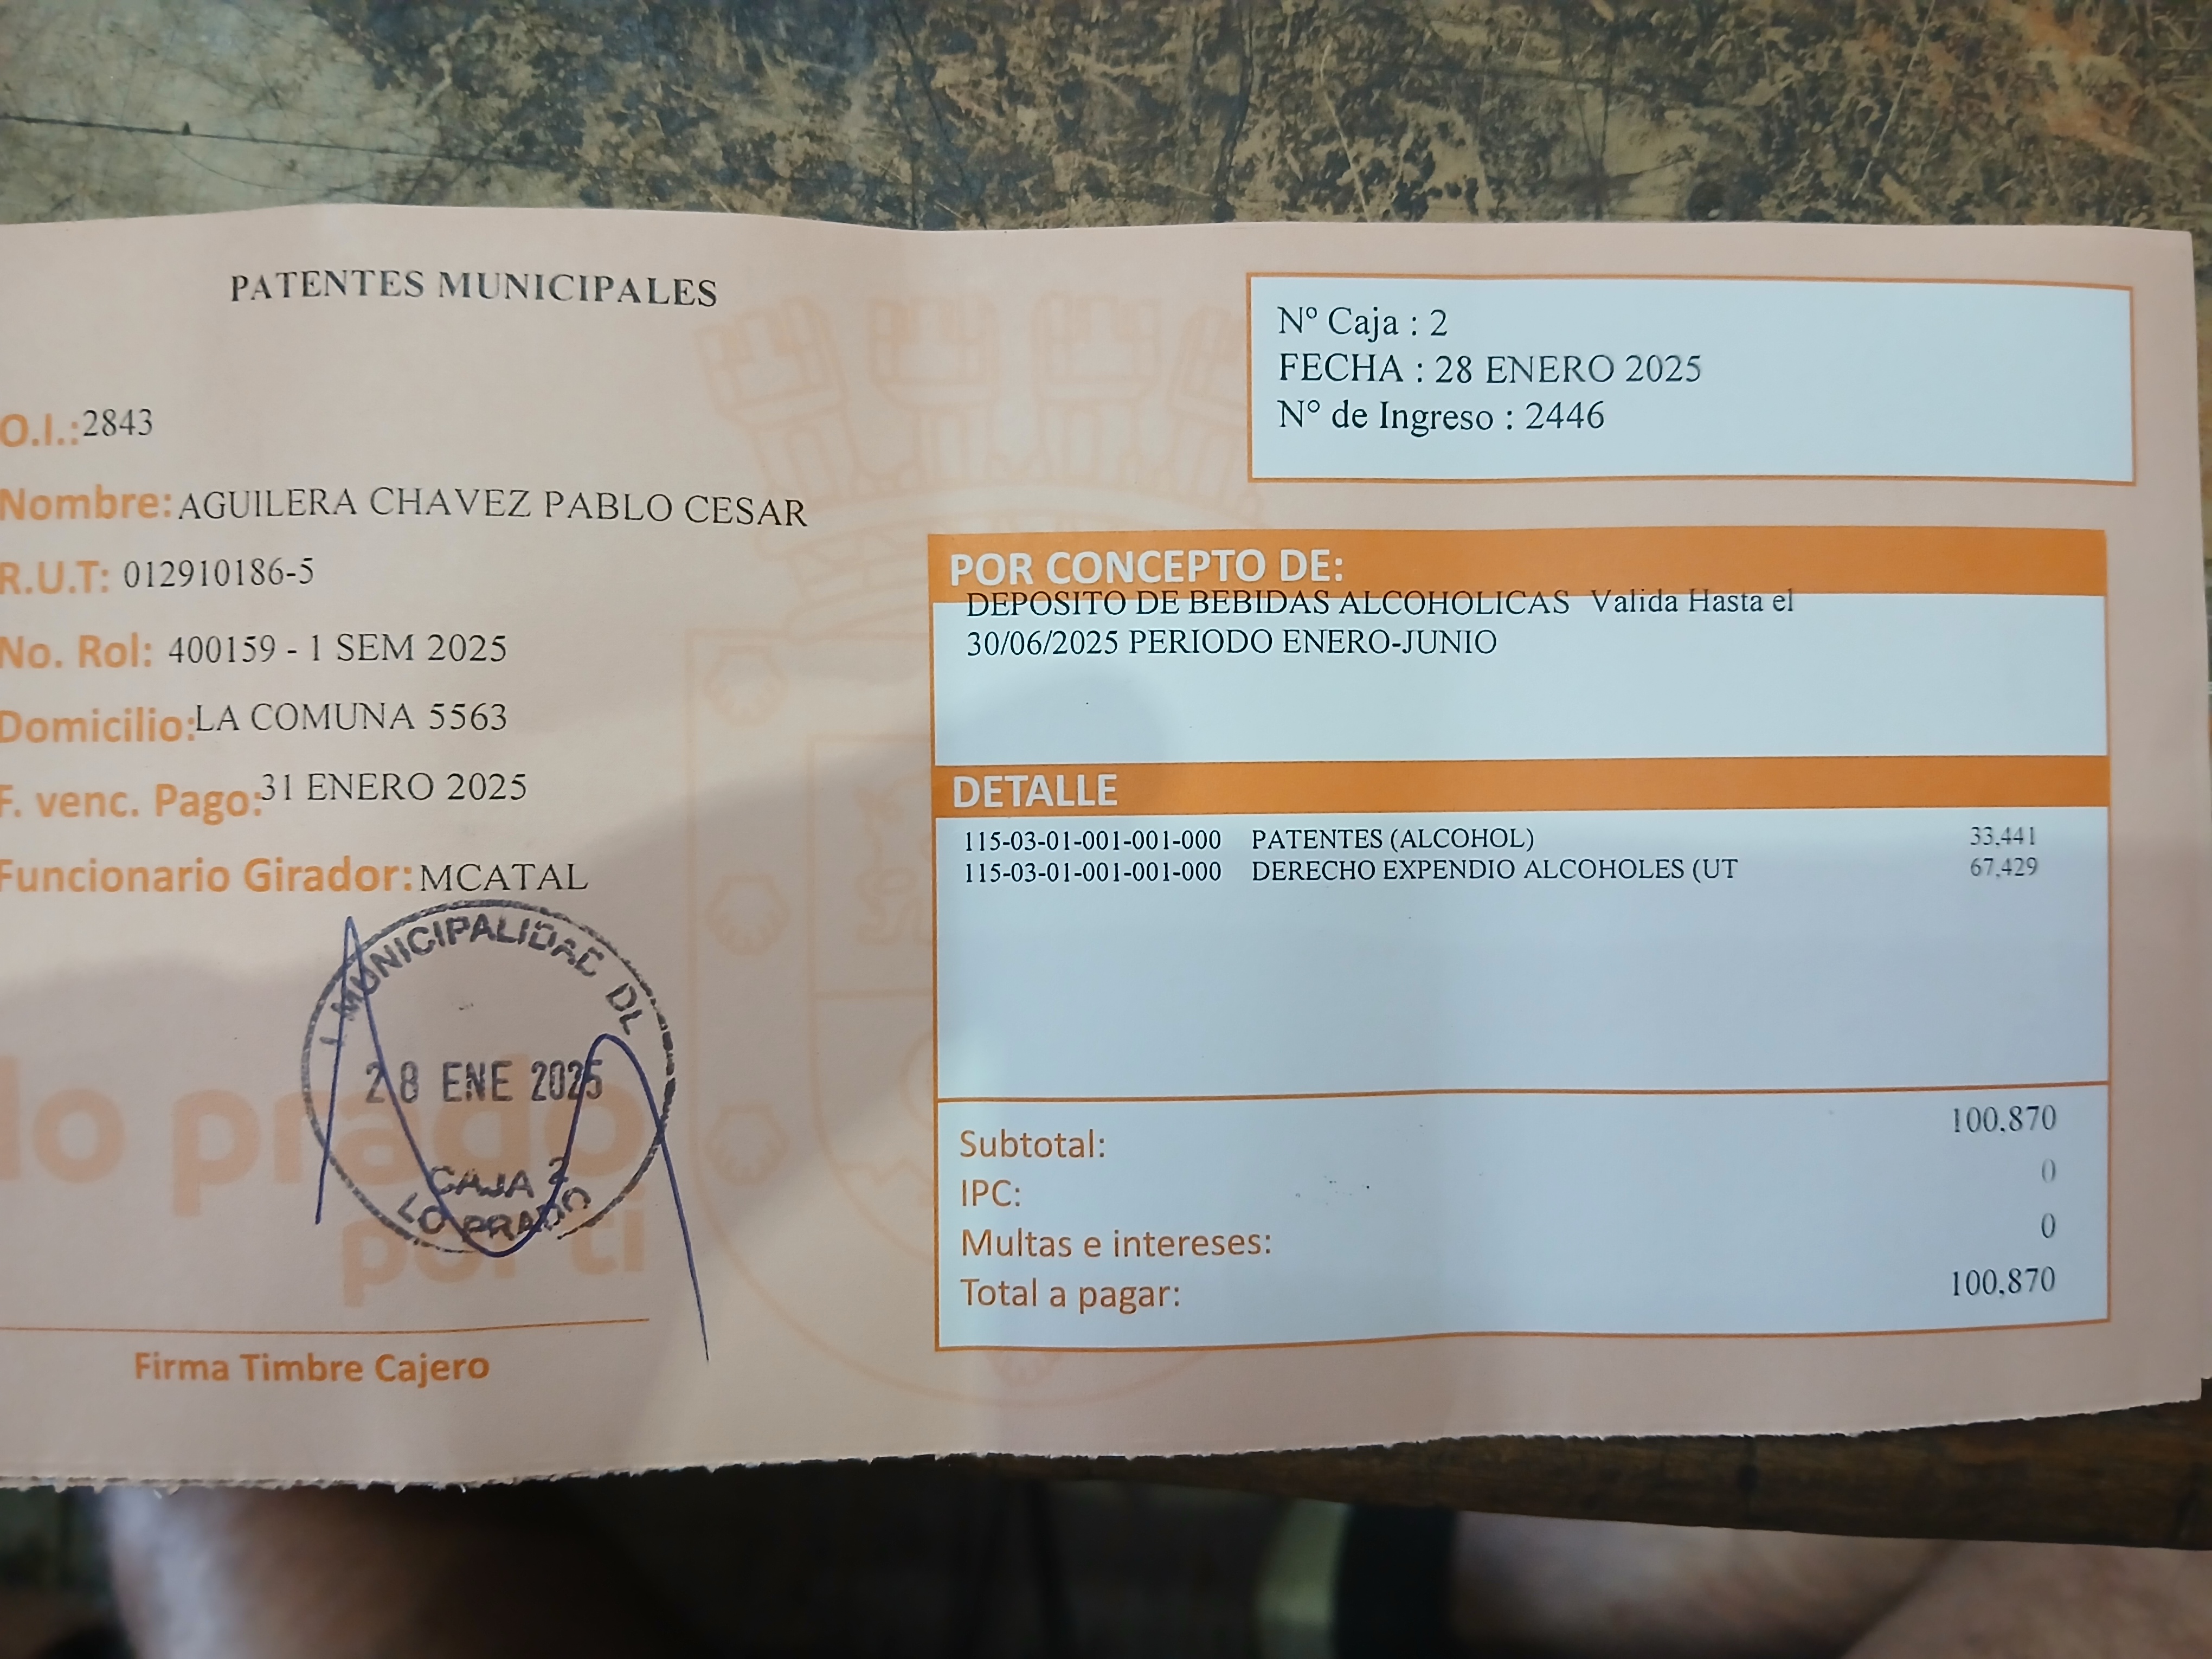 PATENTES MUNICIPALES
Nº Caja : 2
FECHA : 28 ENERO 2025
N° de Ingreso : 2446
O.I.:2843
Nombre: AGUILERA CHAVEZ PABLO CESAR
R.U.T: 012910186-5
No. Rol: 400159 - 1 SEM 2025
Domicilio: LA COMUNA 5563
F. venc. Pago: 31 ENERO 2025
Funcionario Girador: MCATAL
I. MUNICIPALIDAD DE
28 ENE 2025
CAJA 2
LO PRADO
lo prado
por ti
Firma Timbre Cajero
POR CONCEPTO DE:
DEPOSITO DE BEBIDAS ALCOHOLICAS Valida Hasta el
30/06/2025 PERIODO ENERO-JUNIO
DETALLE
115-03-01-001-001-000 PATENTES (ALCOHOL) 33,441
115-03-01-001-001-000 DERECHO EXPENDIO ALCOHOLES (UT 67,429
Subtotal: 100,870
IPC: 0
Multas e intereses: 0
Total a pagar: 100,870